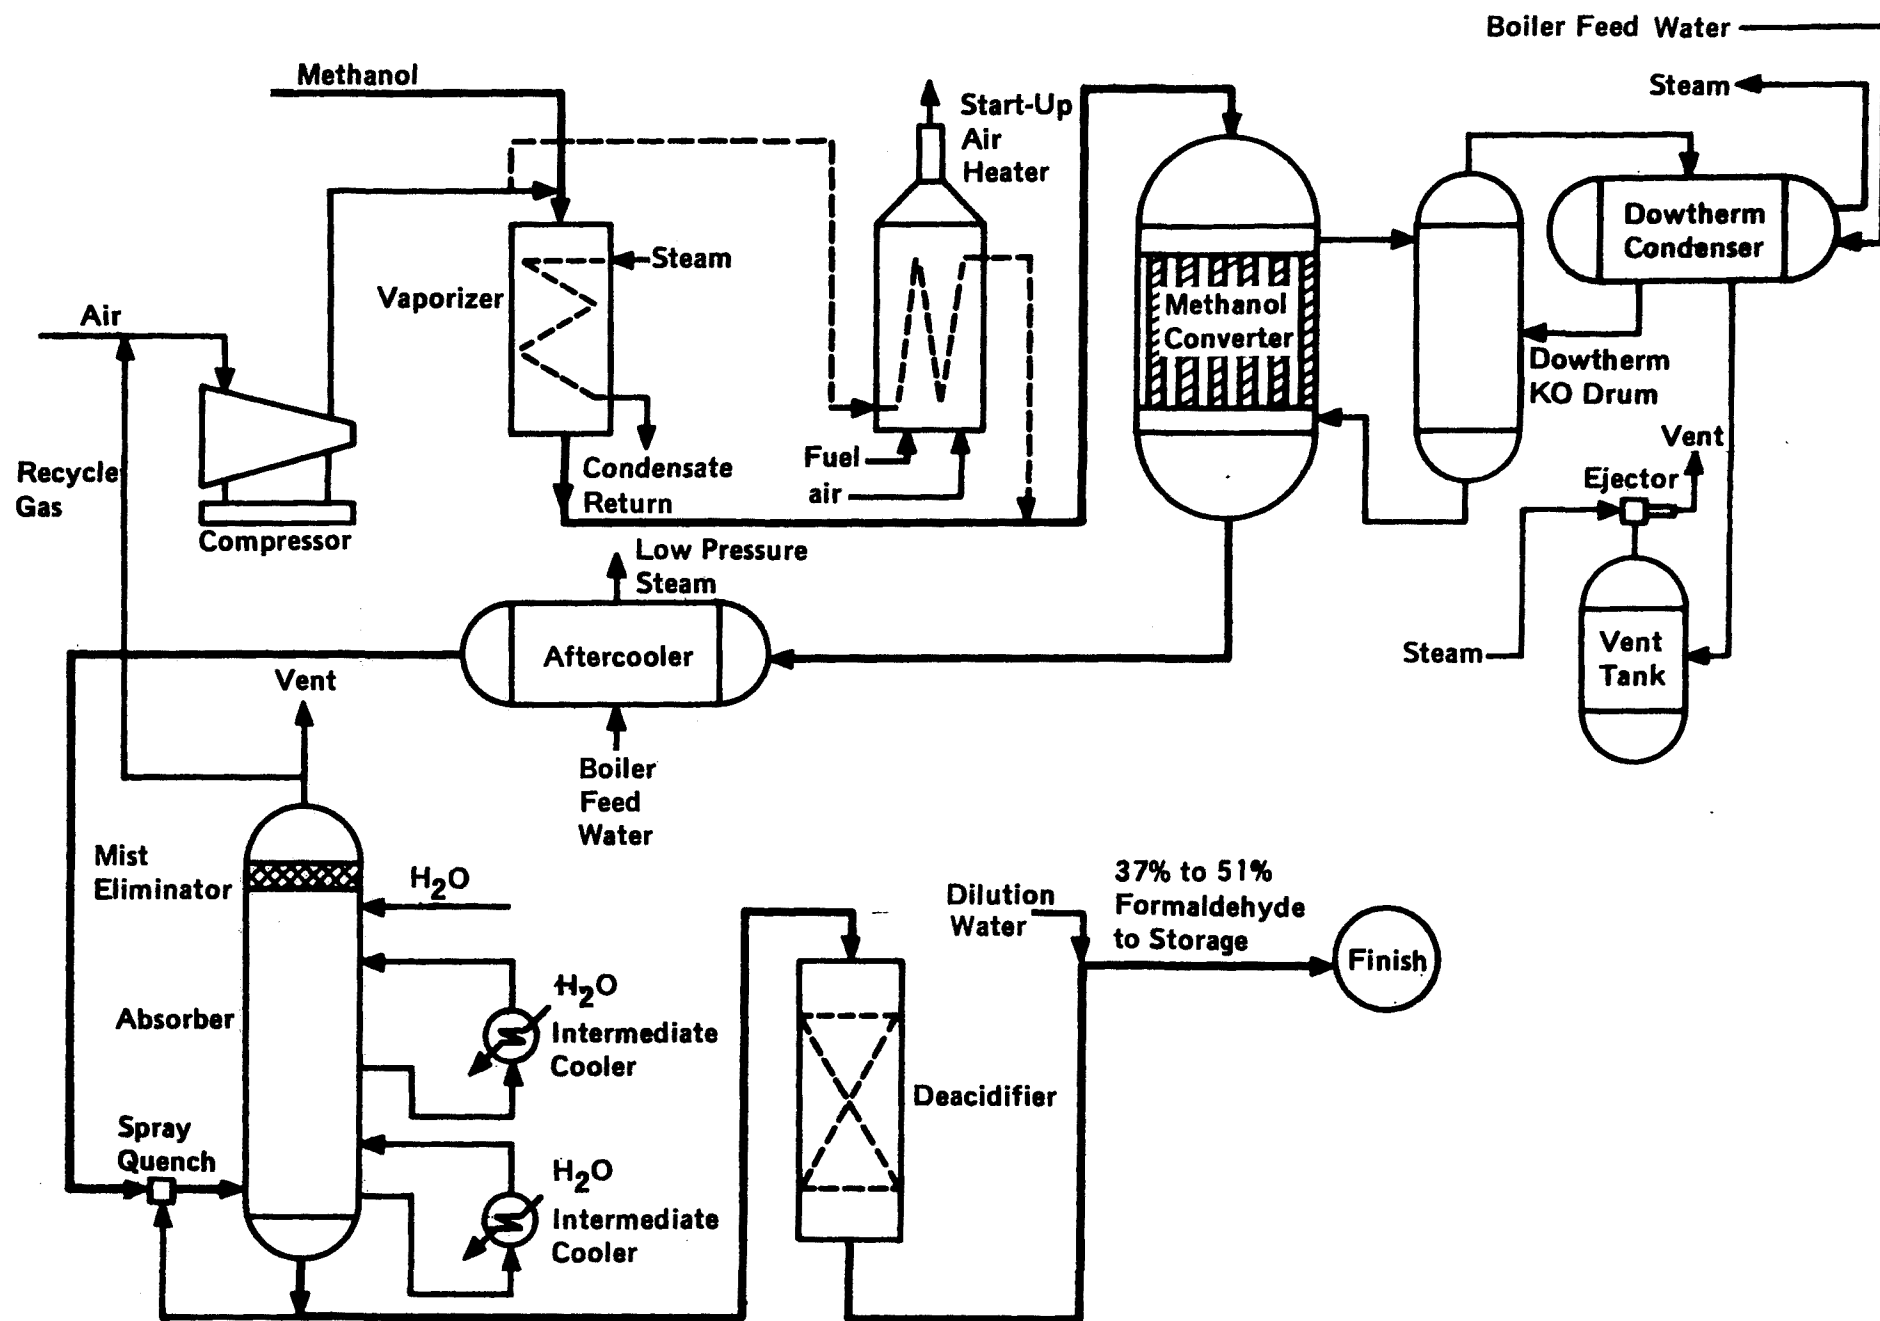 Boiler Feed Water
Steam
Methanol
Start-Up
Air
Heater
Dowtherm
Condenser
Steam
Vaporizer
Air
Methanol
Converter
Dowtherm
KO Drum
Vent
Fuel
air
Condensate
Return
Recycle
Gas
Ejector
Compressor
Low Pressure
Steam
Aftercooler
Steam
Vent
Tank
Vent
Boiler
Feed
Water
Mist
Eliminator
H2O
37% to 51%
Formaldehyde
to Storage
Dilution
Water
Finish
H2O
Intermediate
Cooler
Absorber
Deacidifier
Spray
Quench
H2O
Intermediate
Cooler